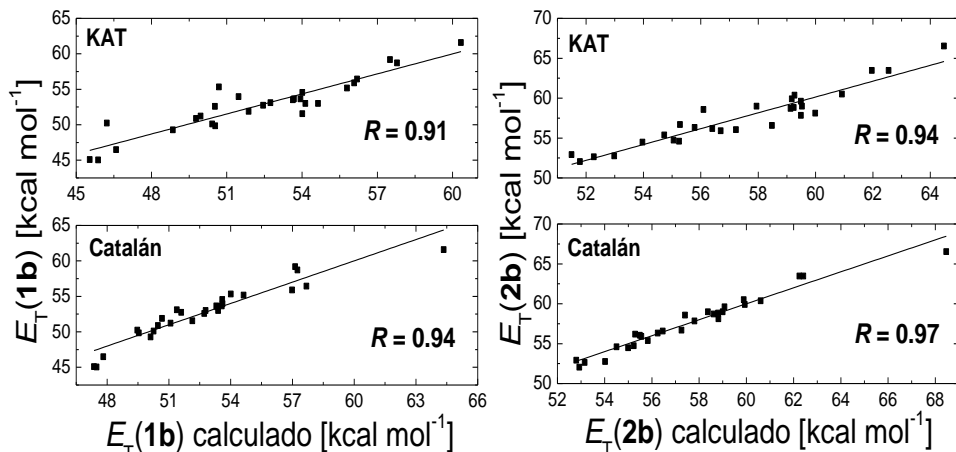 KAT
R = 0.91
E_T(1b) [kcal mol⁻¹]
65
60
55
50
45
40
45 48 51 54 57 60
KAT
R = 0.94
E_T(2b) [kcal mol⁻¹]
70
65
60
55
50
52 54 56 58 60 62 64
Catalán
R = 0.94
65
60
55
50
45
48 51 54 57 60 63 66
E_T(1b) calculado [kcal mol⁻¹]
Catalán
R = 0.97
70
65
60
55
50
52 54 56 58 60 62 64 66 68
E_T(2b) calculado [kcal mol⁻¹]